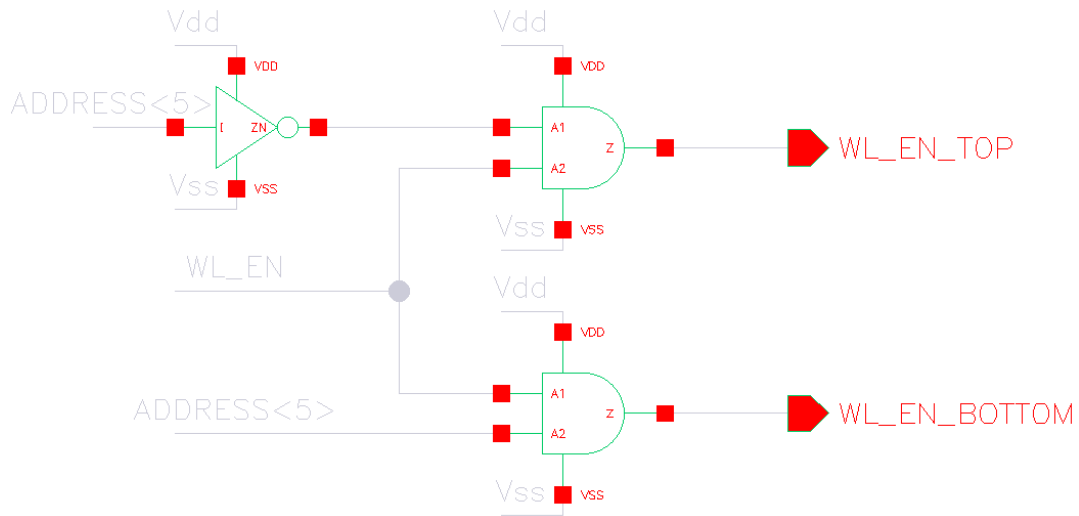 Vdd
Vdd
VDD
VDD
ADDRESS<5>
I
ZN
A1
Z
WL_EN_TOP
A2
Vss
VSS
Vss
VSS
WL_EN
Vdd
VDD
A1
ADDRESS<5>
Z
WL_EN_BOTTOM
A2
Vss
VSS